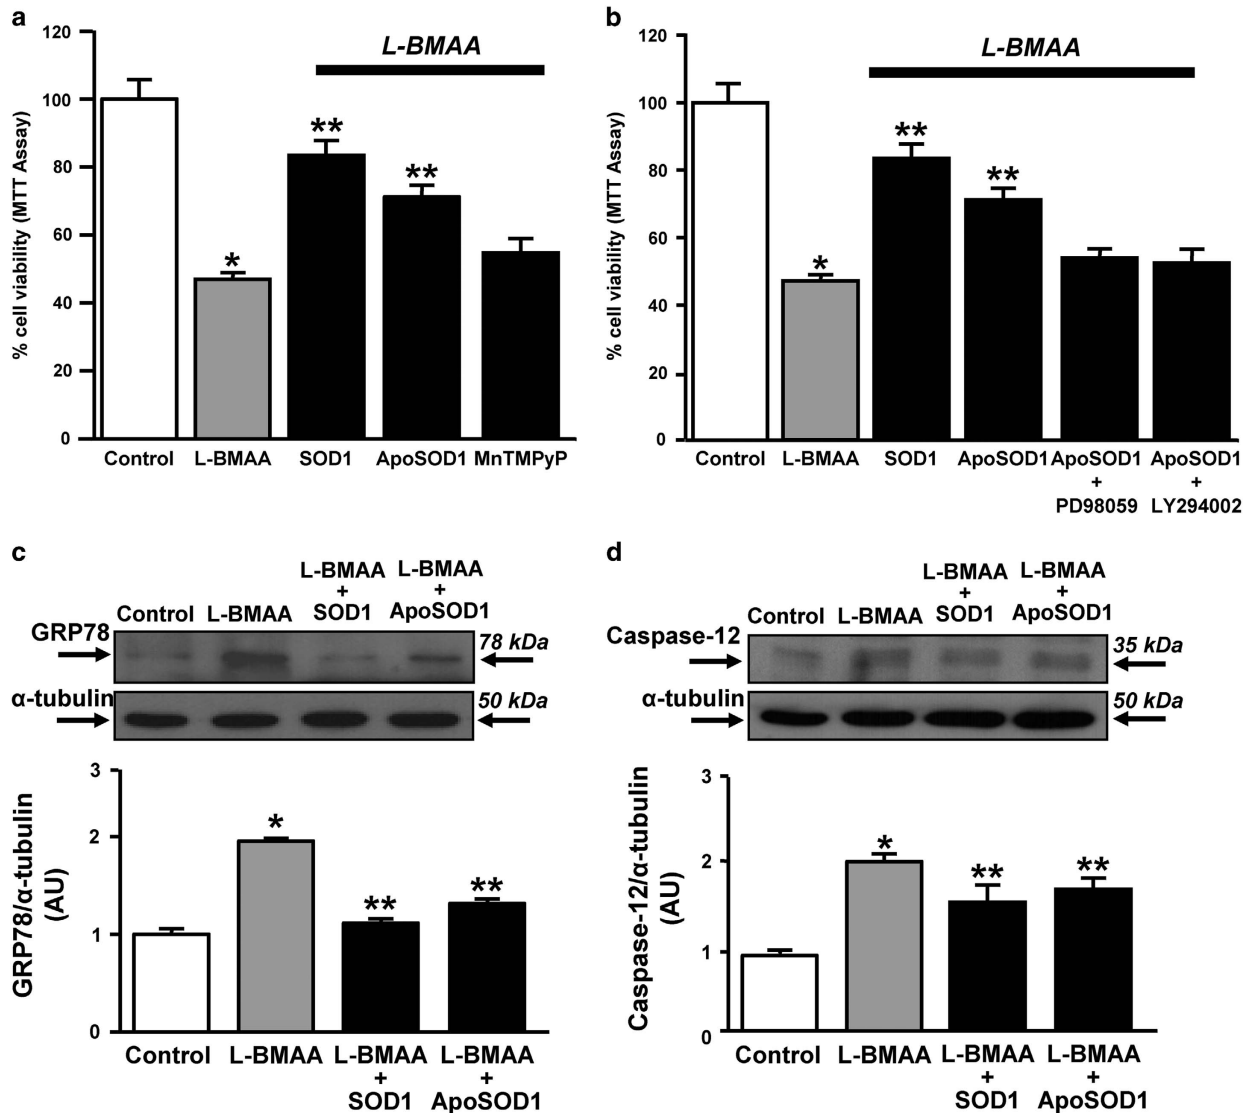 a
120
100
80
60
40
20
0
% cell viability (MTT Assay)
L-BMAA
*
**
**
Control
L-BMAA
SOD1
ApoSOD1
MnTMPyP
b
120
100
80
60
40
20
0
% cell viability (MTT Assay)
L-BMAA
*
**
**
Control
L-BMAA
SOD1
ApoSOD1
ApoSOD1
+
PD98059
ApoSOD1
+
LY294002
c
Control
L-BMAA
L-BMAA
+
SOD1
L-BMAA
+
ApoSOD1
GRP78
78 kDa
α-tubulin
50 kDa
3
2
1
0
GRP78/α-tubulin
(AU)
*
**
**
Control
L-BMAA
L-BMAA
+
SOD1
L-BMAA
+
ApoSOD1
d
Control
L-BMAA
L-BMAA
+
SOD1
L-BMAA
+
ApoSOD1
Caspase-12
35 kDa
α-tubulin
50 kDa
3
2
1
0
Caspase-12/α-tubulin
(AU)
*
**
**
Control
L-BMAA
L-BMAA
+
SOD1
L-BMAA
+
ApoSOD1